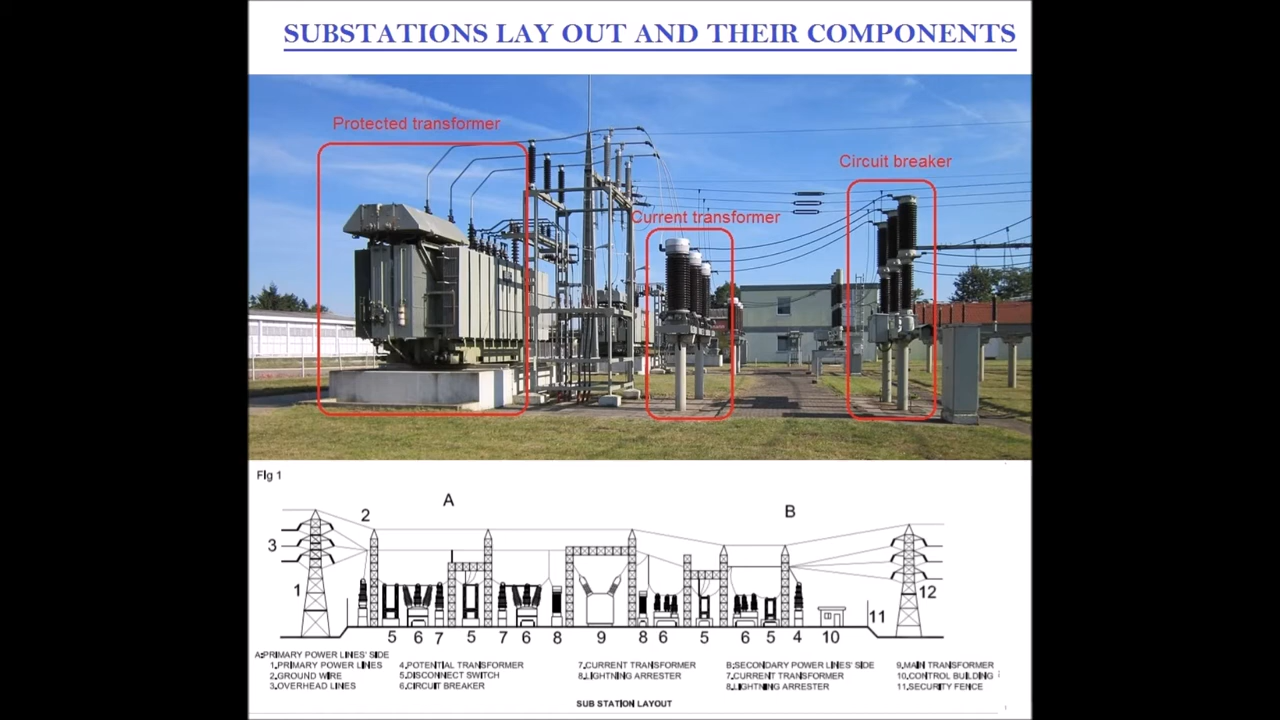 SUBSTATIONS LAY OUT AND THEIR COMPONENTS
Protected transformer
Circuit breaker
Current transformer
Fig 1
A
B
2
3
1
12
11
5 6 7 5 7 6 8 9 8 6 5 6 5 4 10
A.PRIMARY POWER LINES' SIDE
1.PRIMARY POWER LINES
2.GROUND WIRE
3.OVERHEAD LINES
4.POTENTIAL TRANSFORMER
5.DISCONNECT SWITCH
6.CIRCUIT BREAKER
7.CURRENT TRANSFORMER
8.LIGHTNING ARRESTER
B.SECONDARY POWER LINES' SIDE
7.CURRENT TRANSFORMER
8.LIGHTNING ARRESTER
9.MAIN TRANSFORMER
10.CONTROL BUILDING
11.SECURITY FENCE
SUB STATION LAYOUT